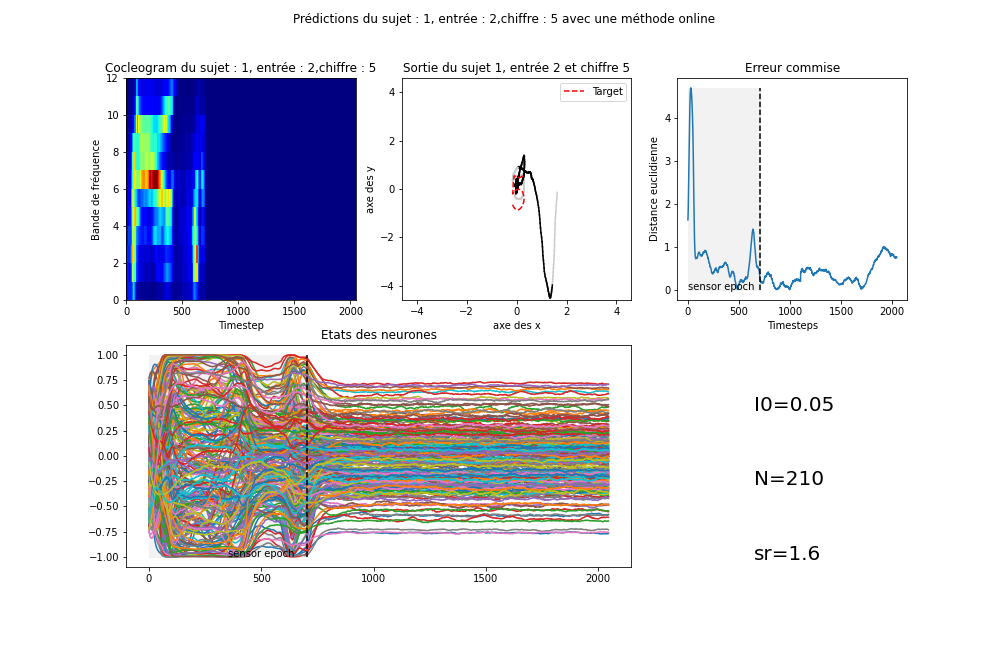 Prédictions du sujet : 1, entrée : 2,chiffre : 5 avec une méthode online
Cocleogram du sujet : 1, entrée : 2,chiffre : 5
12
10
8
6
4
2
0
Bande de fréquence
0 500 1000 1500 2000
Timestep
Sortie du sujet 1, entrée 2 et chiffre 5
Target
4
2
0
−2
−4
axe des y
−4 −2 0 2 4
axe des x
Erreur commise
4
3
2
1
0
Distance euclidienne
sensor epoch
0 500 1000 1500 2000
Timesteps
Etats des neurones
1.00
0.75
0.50
0.25
0.00
−0.25
−0.50
−0.75
−1.00
sensor epoch
0 500 1000 1500 2000
I0=0.05
N=210
sr=1.6